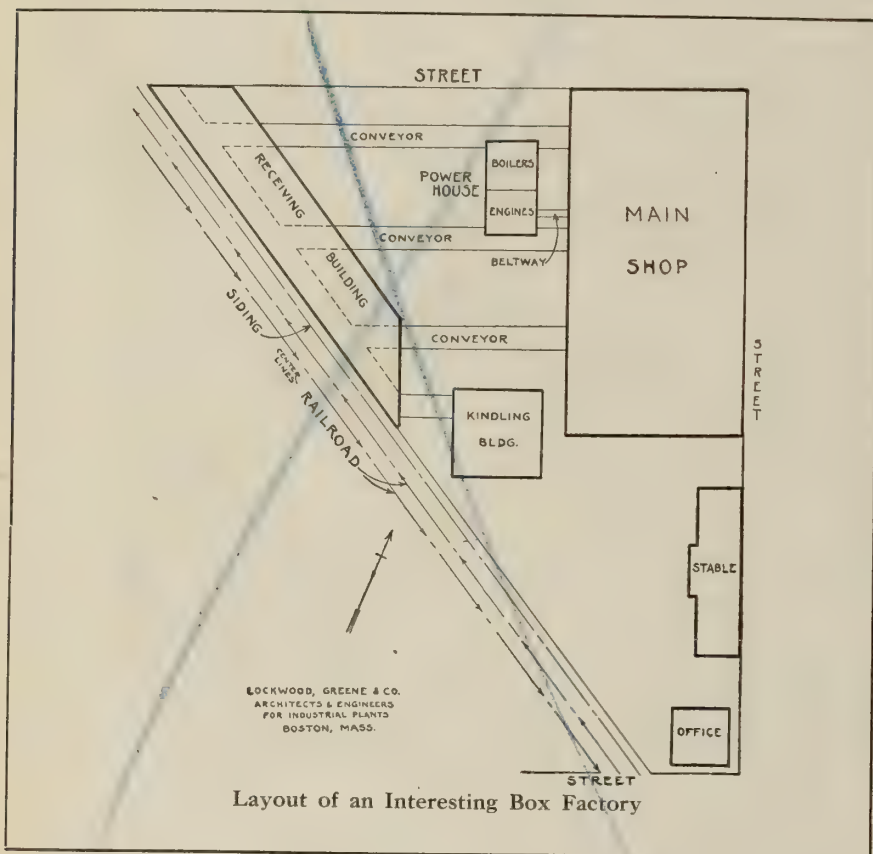 STREET
CONVEYOR
BOILERS
POWER
HOUSE
ENGINES
RECEIVING
BUILDING
CONVEYOR
BELTWAY
MAIN
SHOP
SIDING
CENTER
LINES
RAILROAD
CONVEYOR
STREET
KINDLING
BLDG.
STABLE
LOCKWOOD, GREENE & CO.
ARCHITECTS & ENGINEERS
FOR INDUSTRIAL PLANTS
BOSTON, MASS.
OFFICE
STREET
Layout of an Interesting Box Factory